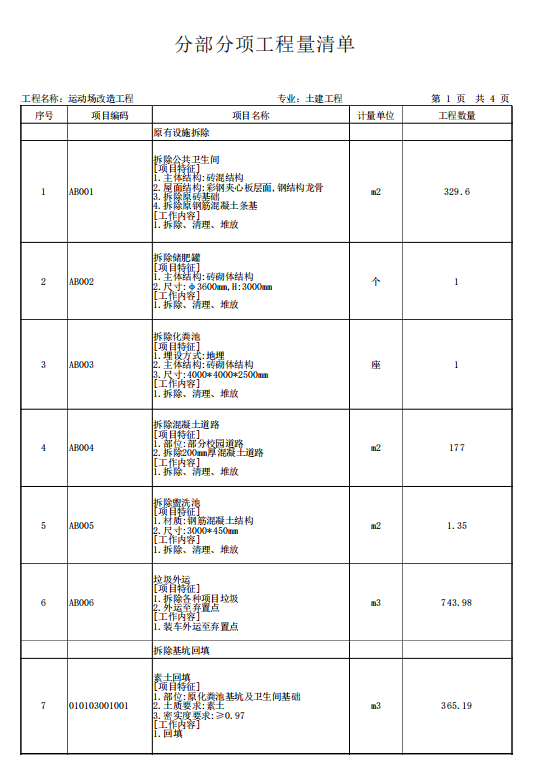 分部分项工程量清单
工程名称：运动场改造工程 专业：土建工程 第 1 页 共 4 页
序号 项目编码 项目名称 计量单位 工程数量
原有设施拆除
拆除公共卫生间
[项目特征]
1.主体结构:砖混结构
2.屋面结构:彩钢夹心板层面,钢结构龙骨
3.拆除原砖基础
4.拆除原钢筋混凝土条基
[工作内容]
1.拆除、清理、堆放
1 AB001 m2 329.6
拆除储肥罐
[项目特征]
1.主体结构:砖砌体结构
2.尺寸:φ3600mm,H:3000mm
[工作内容]
1.拆除、清理、堆放
2 AB002 个 1
拆除化粪池
[项目特征]
1.埋设方式:地埋
2.主体结构:砖砌体结构
3.尺寸:4000*4000*2500mm
[工作内容]
1.拆除、清理、堆放
3 AB003 座 1
拆除混凝土道路
[项目特征]
1.部位:部分校园道路
2.拆除200mm厚混凝土道路
[工作内容]
1.拆除、清理、堆放
4 AB004 m2 177
拆除盥洗池
[项目特征]
1.材质:钢筋混凝土结构
2.尺寸:3000*450mm
[工作内容]
1.拆除、清理、堆放
5 AB005 m2 1.35
垃圾外运
[项目特征]
1.拆除各种项目垃圾
2.外运至弃置点
[工作内容]
1.装车外运至弃置点
6 AB006 m3 743.98
拆除基坑回填
素土回填
[项目特征]
1.部位:原化粪池基坑及卫生间基础
2.土质要求:素土
3.密实度要求:≥0.97
[工作内容]
1.回填
7 010103001001 m3 365.19